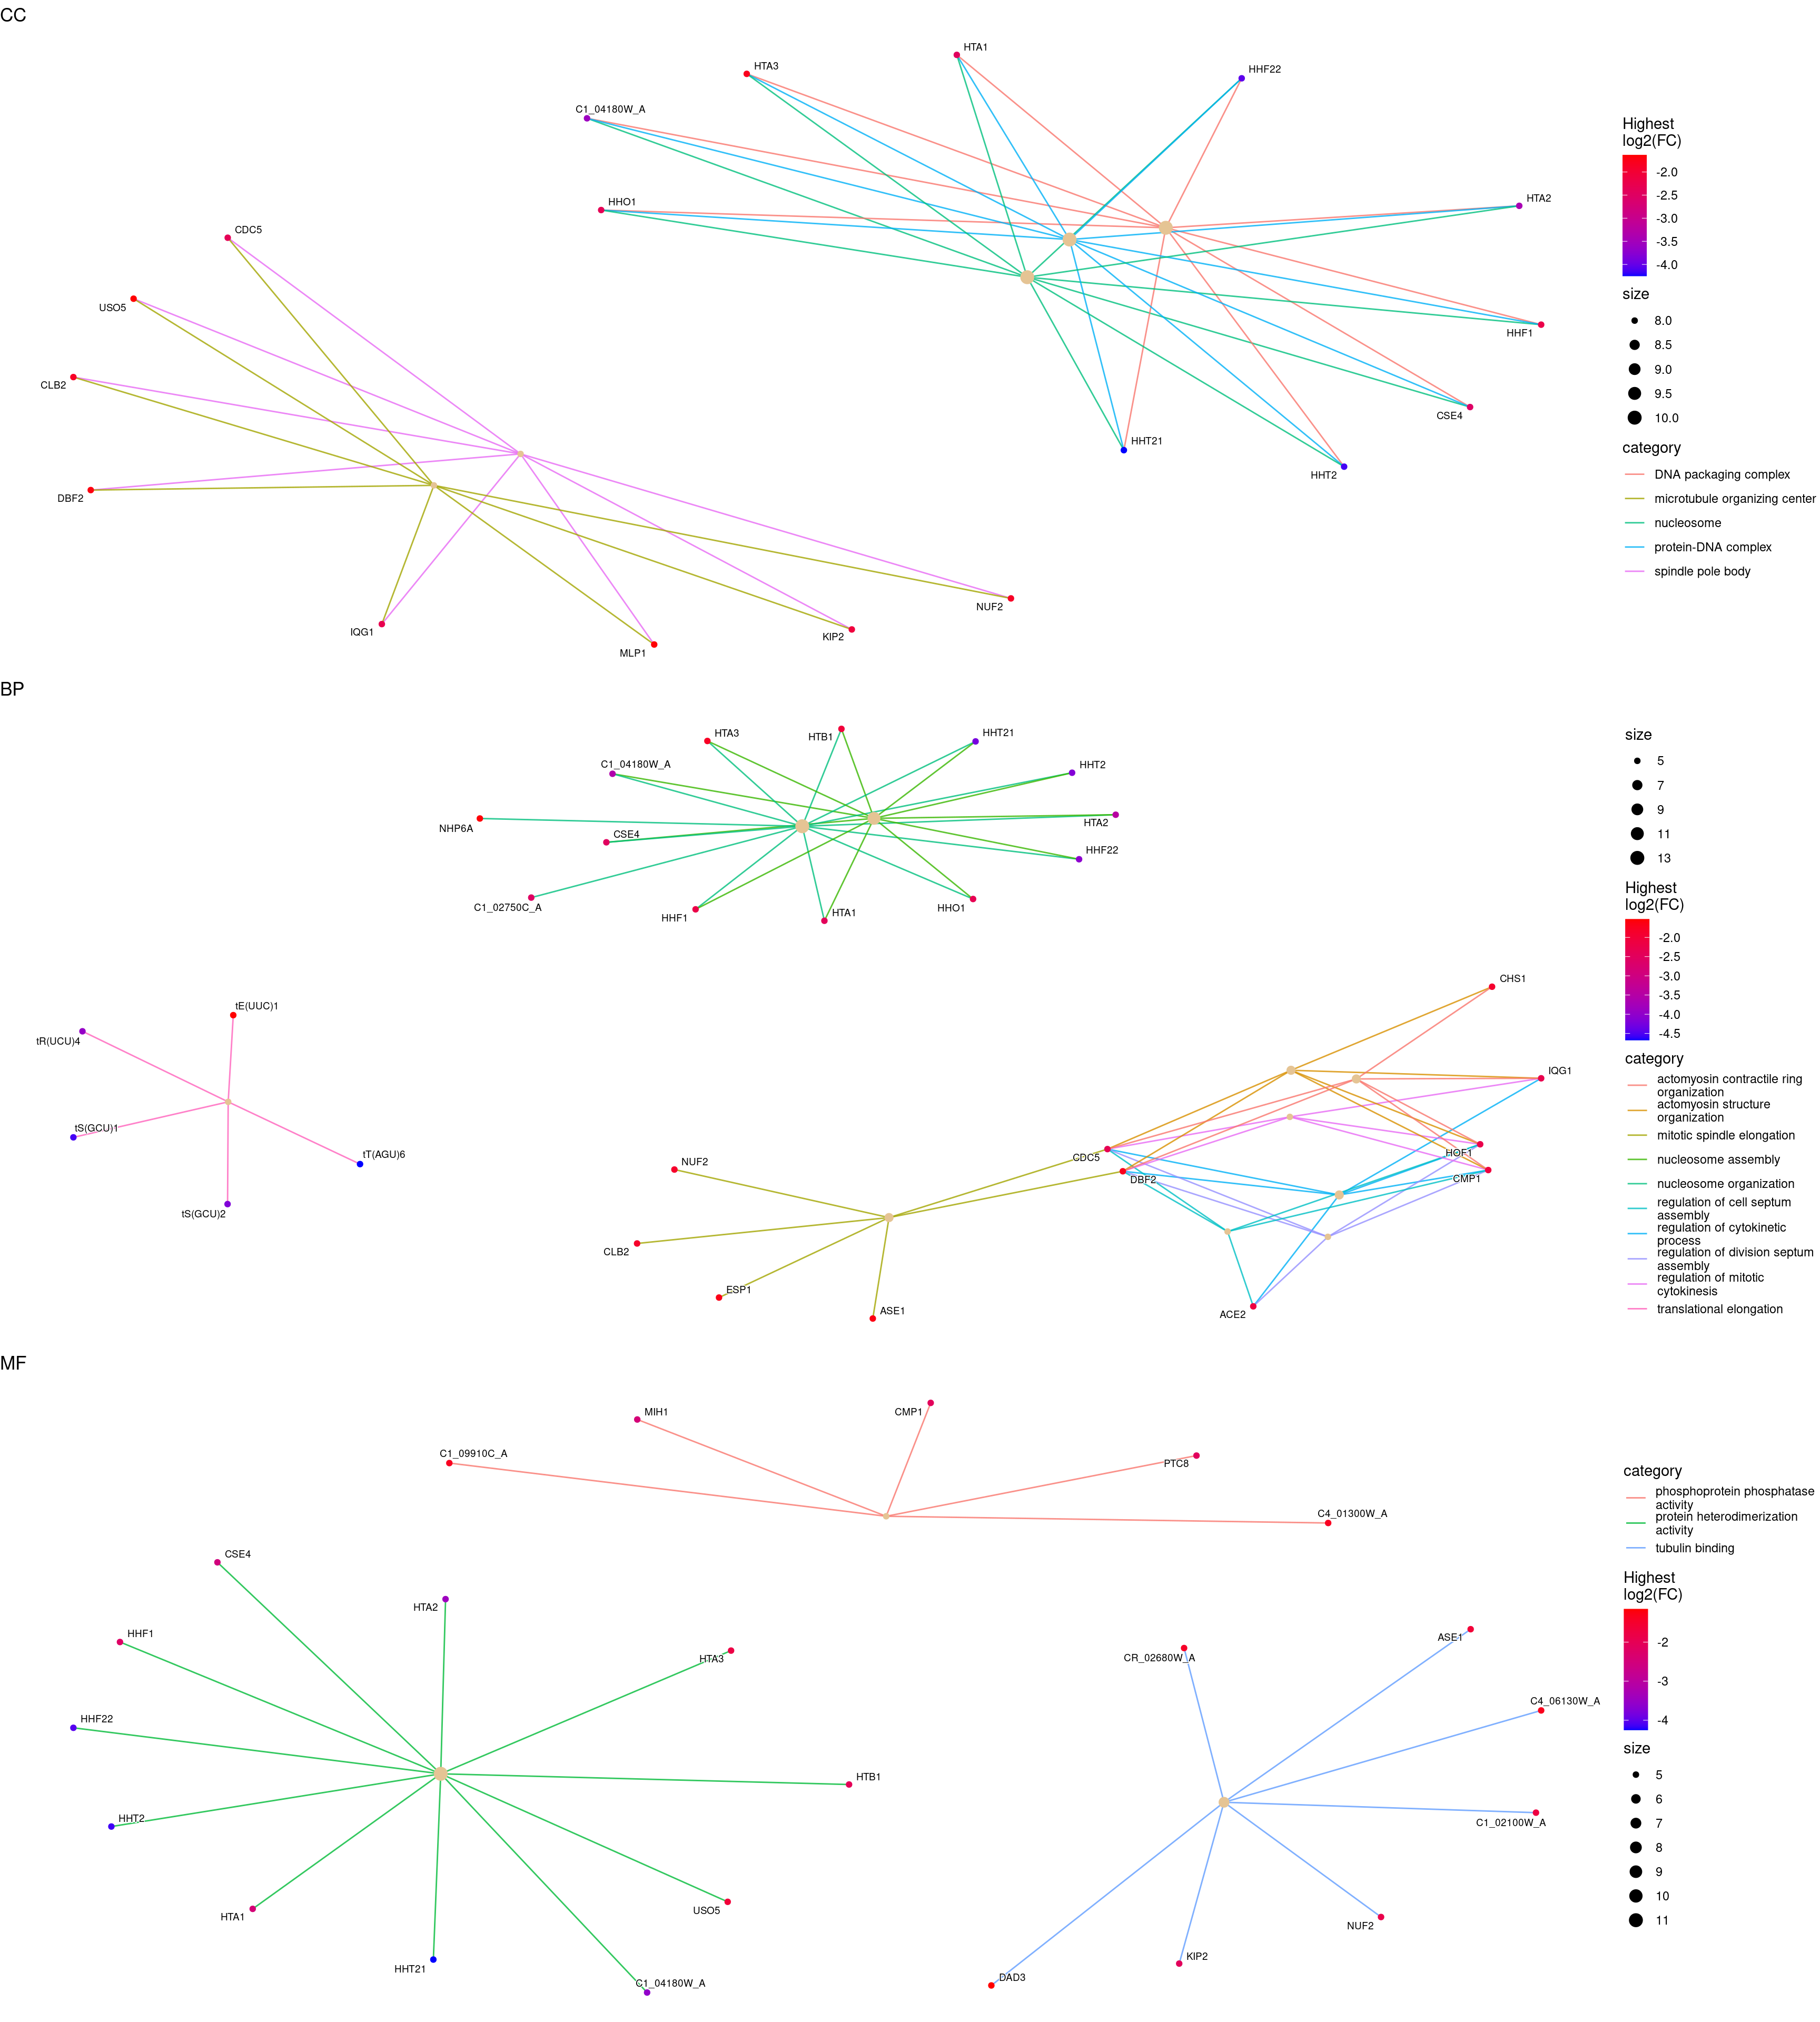 CC
HTA1
HTA3
HHF22
C1_04180W_A
HHO1
HTA2
CDC5
USO5
HHF1
CLB2
CSE4
HHT21
HHT2
DBF2
NUF2
IQG1
KIP2
MLP1
Highest
log2(FC)
-2.0
-2.5
-3.0
-3.5
-4.0
size
8.0
8.5
9.0
9.5
10.0
category
DNA packaging complex
microtubule organizing center
nucleosome
protein-DNA complex
spindle pole body
BP
HTA3
HTB1
HHT21
C1_04180W_A
HHT2
NHP6A
CSE4
HTA2
HHF22
C1_02750C_A
HHF1
HTA1
HHO1
CHS1
tE(UUC)1
tR(UCU)4
IQG1
tS(GCU)1
tT(AGU)6
tS(GCU)2
NUF2
CDC5
DBF2
HOF1
CMP1
CLB2
ESP1
ASE1
ACE2
size
5
7
9
11
13
Highest
log2(FC)
-2.0
-2.5
-3.0
-3.5
-4.0
-4.5
category
actomyosin contractile ring
organization
actomyosin structure
organization
mitotic spindle elongation
nucleosome assembly
nucleosome organization
regulation of cell septum
assembly
regulation of cytokinetic
process
regulation of division septum
assembly
regulation of mitotic
cytokinesis
translational elongation
MF
MIH1
CMP1
C1_09910C_A
PTC8
C4_01300W_A
CSE4
HTA2
HHF1
HTA3
HHF22
HTB1
HHT2
HTA1
USO5
HHT21
C1_04180W_A
ASE1
CR_02680W_A
C4_06130W_A
C1_02100W_A
NUF2
KIP2
DAD3
category
phosphoprotein phosphatase
activity
protein heterodimerization
activity
tubulin binding
Highest
log2(FC)
-2
-3
-4
size
5
6
7
8
9
10
11